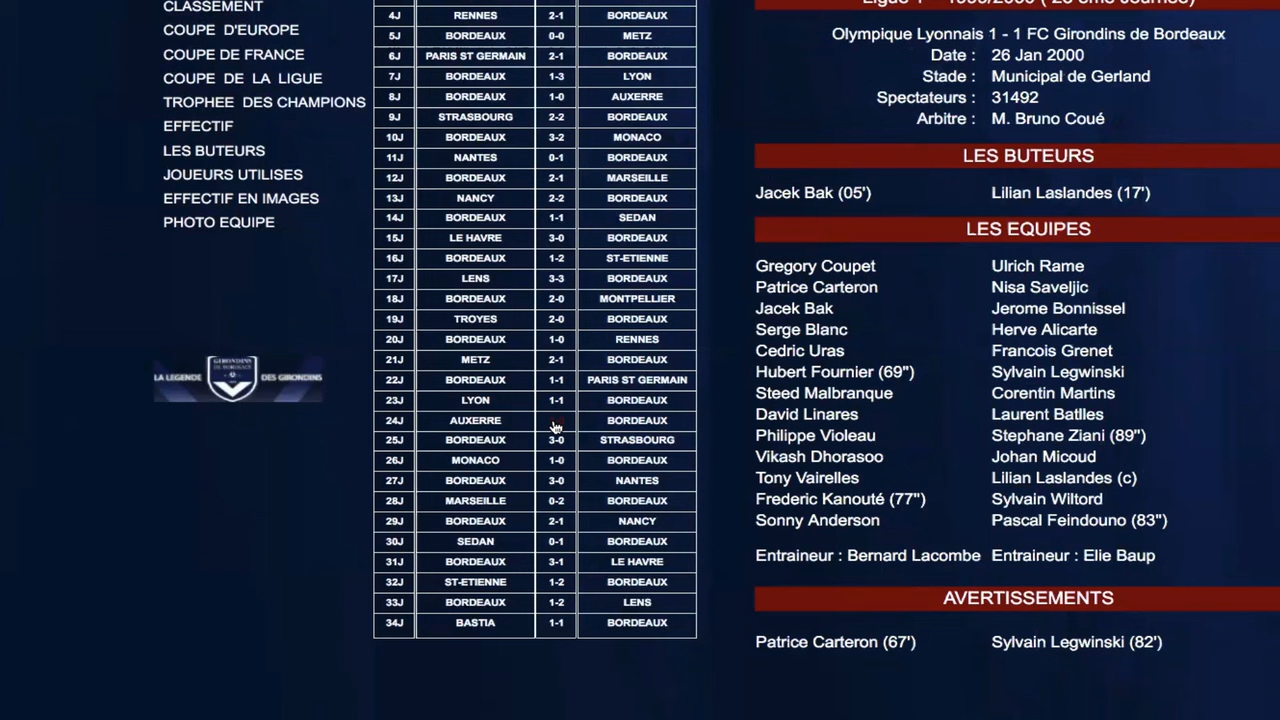 CLASSEMENT
COUPE D'EUROPE
COUPE DE FRANCE
COUPE DE LA LIGUE
TROPHEE DES CHAMPIONS
EFFECTIF
LES BUTEURS
JOUEURS UTILISES
EFFECTIF EN IMAGES
PHOTO EQUIPE
LA LEGENDE GIRONDINS DE BORDEAUX DES GIRONDINS
4J RENNES 2-1 BORDEAUX
5J BORDEAUX 0-0 METZ
6J PARIS ST GERMAIN 2-1 BORDEAUX
7J BORDEAUX 1-3 LYON
8J BORDEAUX 1-0 AUXERRE
9J STRASBOURG 2-2 BORDEAUX
10J BORDEAUX 3-2 MONACO
11J NANTES 0-1 BORDEAUX
12J BORDEAUX 2-1 MARSEILLE
13J NANCY 2-2 BORDEAUX
14J BORDEAUX 1-1 SEDAN
15J LE HAVRE 3-0 BORDEAUX
16J BORDEAUX 1-2 ST-ETIENNE
17J LENS 3-3 BORDEAUX
18J BORDEAUX 2-0 MONTPELLIER
19J TROYES 2-0 BORDEAUX
20J BORDEAUX 1-0 RENNES
21J METZ 2-1 BORDEAUX
22J BORDEAUX 1-1 PARIS ST GERMAIN
23J LYON 1-1 BORDEAUX
24J AUXERRE BORDEAUX
25J BORDEAUX 3-0 STRASBOURG
26J MONACO 1-0 BORDEAUX
27J BORDEAUX 3-0 NANTES
28J MARSEILLE 0-2 BORDEAUX
29J BORDEAUX 2-1 NANCY
30J SEDAN 0-1 BORDEAUX
31J BORDEAUX 3-1 LE HAVRE
32J ST-ETIENNE 1-2 BORDEAUX
33J BORDEAUX 1-2 LENS
34J BASTIA 1-1 BORDEAUX
Olympique Lyonnais 1 - 1 FC Girondins de Bordeaux
Date : 26 Jan 2000
Stade : Municipal de Gerland
Spectateurs : 31492
Arbitre : M. Bruno Coué
LES BUTEURS
Jacek Bak (05') Lilian Laslandes (17')
LES EQUIPES
Gregory Coupet Ulrich Rame
Patrice Carteron Nisa Saveljic
Jacek Bak Jerome Bonnissel
Serge Blanc Herve Alicarte
Cedric Uras Francois Grenet
Hubert Fournier (69") Sylvain Legwinski
Steed Malbranque Corentin Martins
David Linares Laurent Batlles
Philippe Violeau Stephane Ziani (89")
Vikash Dhorasoo Johan Micoud
Tony Vairelles Lilian Laslandes (c)
Frederic Kanouté (77") Sylvain Wiltord
Sonny Anderson Pascal Feindouno (83")
Entraineur : Bernard Lacombe Entraineur : Elie Baup
AVERTISSEMENTS
Patrice Carteron (67') Sylvain Legwinski (82')